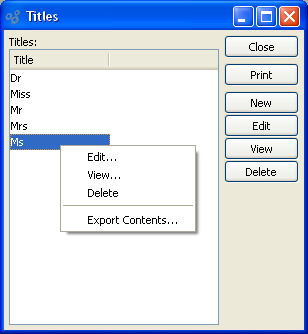 Titles
Titles:
Title
Dr
Miss
Mr
Mrs
Ms
Edit...
View...
Delete
Export Contents...
Close
Print
New
Edit
View
Delete